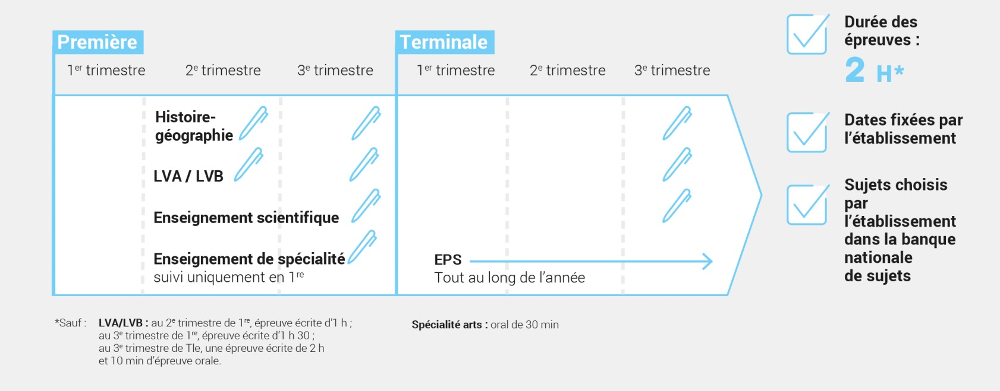 Première
1er trimestre
2e trimestre
3e trimestre
Terminale
1er trimestre
2e trimestre
3e trimestre
Histoire-
géographie
LVA / LVB
Enseignement scientifique
Enseignement de spécialité
suivi uniquement en 1re
EPS
Tout au long de l’année
Durée des
épreuves :
2 H*
Dates fixées par
l’établissement
Sujets choisis
par
l’établissement
dans la banque
nationale
de sujets
*Sauf : LVA/LVB : au 2e trimestre de 1re, épreuve écrite d’1 h ;
au 3e trimestre de 1re, épreuve écrite d’1 h 30 ;
au 3e trimestre de Tle, une épreuve écrite de 2 h
et 10 min d’épreuve orale.
Spécialité arts : oral de 30 min